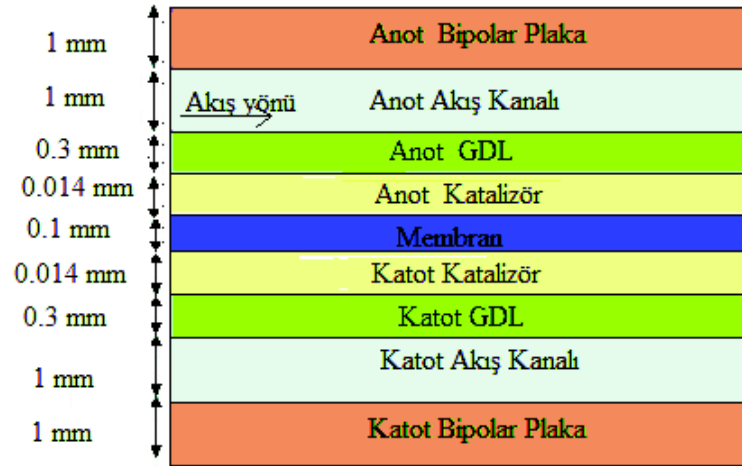 1 mm Anot Bipolar Plaka
1 mm Akış yönü Anot Akış Kanalı
0.3 mm Anot GDL
0.014 mm Anot Katalizör
0.1 mm Membran
0.014 mm Katot Katalizör
0.3 mm Katot GDL
1 mm Katot Akış Kanalı
1 mm Katot Bipolar Plaka